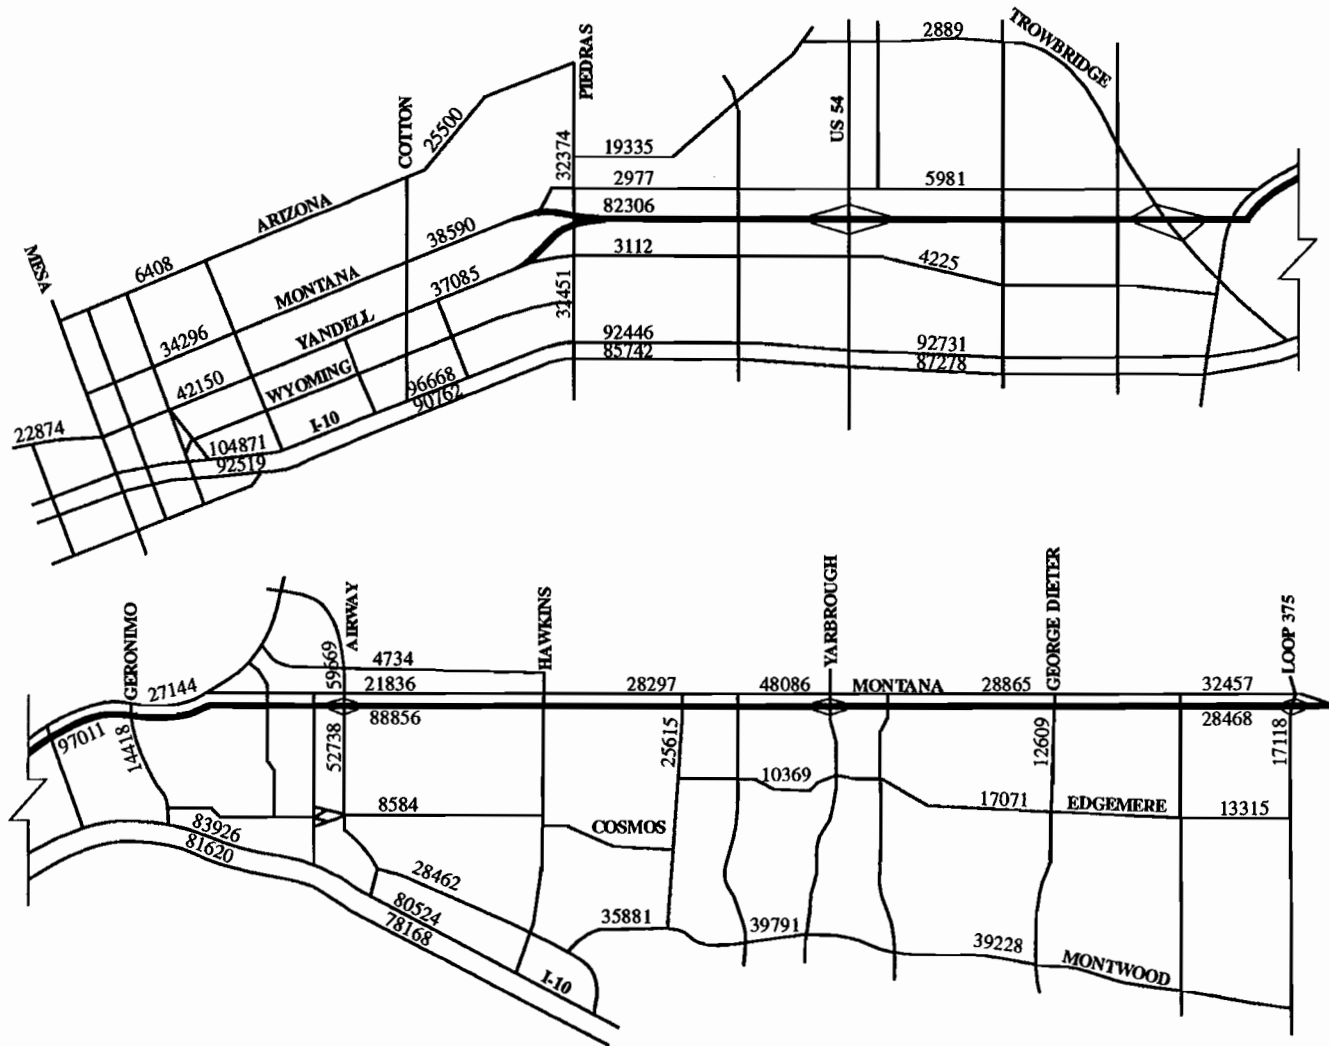 2889
TROWBRIDGE
PIEDRAS
US 54
COTTON
25500
32374
19335
2977
5981
82306
ARIZONA
38590
MESA
6408
MONTANA
3112
4225
37085
32451
34296
YANDELL
92446
85742
92731
87278
42150
WYOMING
96668
90762
I-10
22874
104871
92519
GERONIMO
AIRWAY
HAWKINS
YARBROUGH
GEORGE DIETER
LOOP 375
59669
4734
27144
21836
28297
48086
MONTANA
28865
32457
97011
14418
52738
88856
25615
12609
28468
17118
10369
8584
17071
EDGEMERE
13315
83926
81620
COSMOS
28462
80524
78168
35881
39791
39228
MONTWOOD
I-10